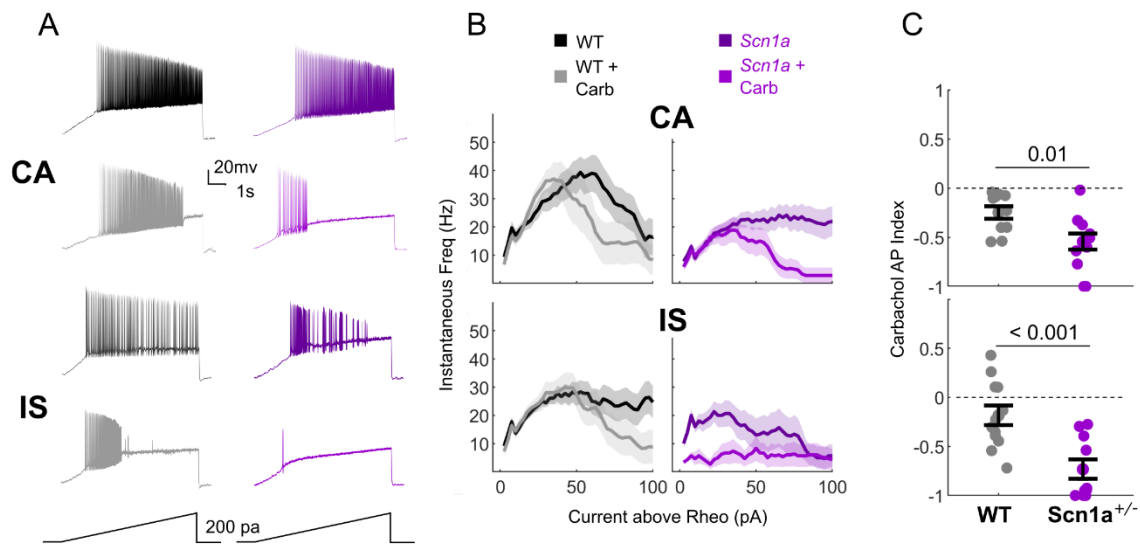 A
B
C
WT
Scn1a
WT +
Carb
Scn1a +
Carb
CA
20mv
1s
IS
200 pa
CA
IS
Instantaneous Freq (Hz)
50
40
30
20
10
50
40
30
20
10
0
50
100
0
50
100
Current above Rheo (pA)
Carbachol AP Index
1
0.5
0
-0.5
-1
0.01
0.5
0
-0.5
-1
< 0.001
WT
Scn1a+/-